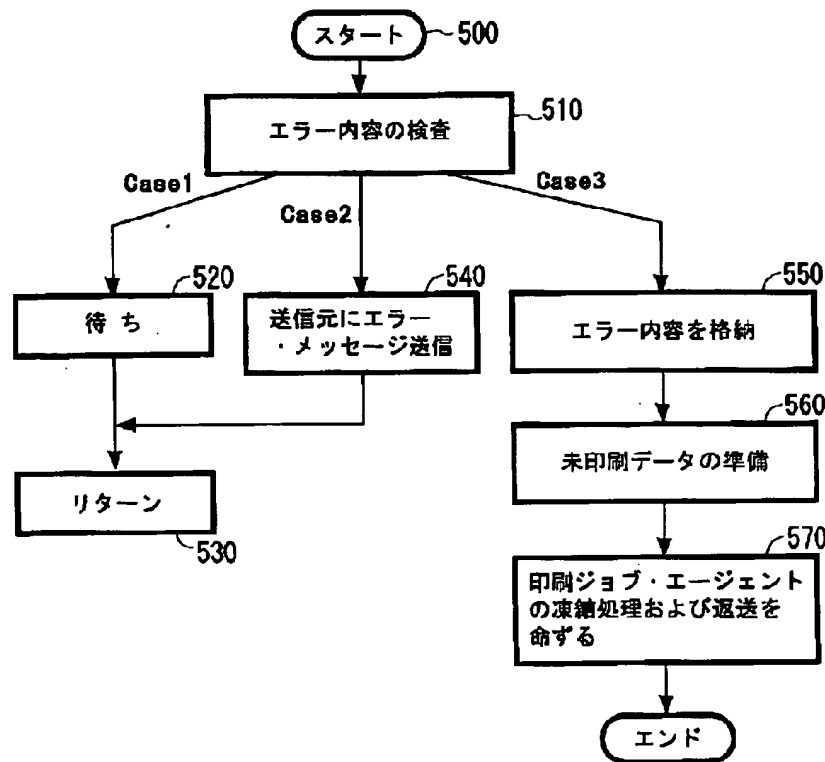 スタート
500
エラー内容の検査
510
Case1
Case2
Case3
待ち
520
送信元にエラー
・メッセージ送信
540
エラー内容を格納
550
未印刷データの準備
560
リターン
530
印刷ジョブ・エージェント
の凍結処理および返送を
命ずる
570
エンド